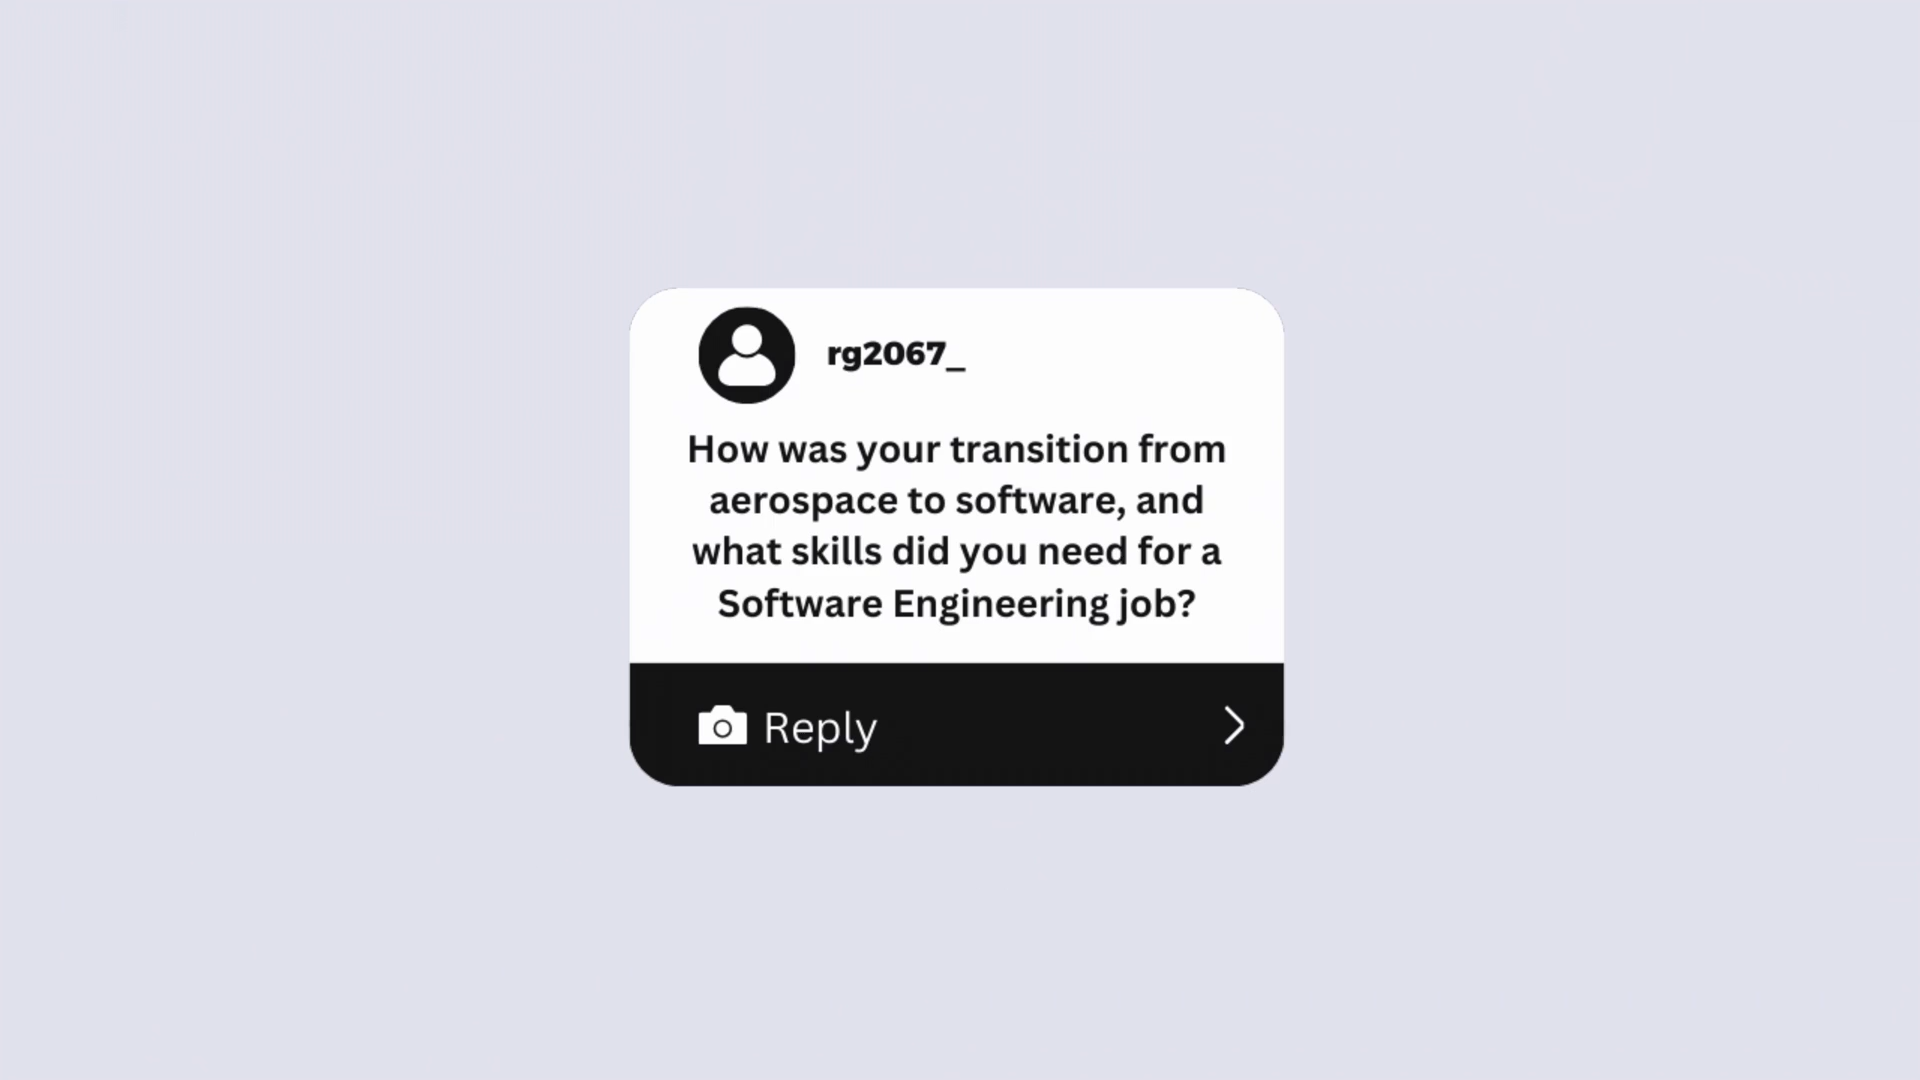 rg2067_
How was your transition from
aerospace to software, and
what skills did you need for a
Software Engineering job?
Reply